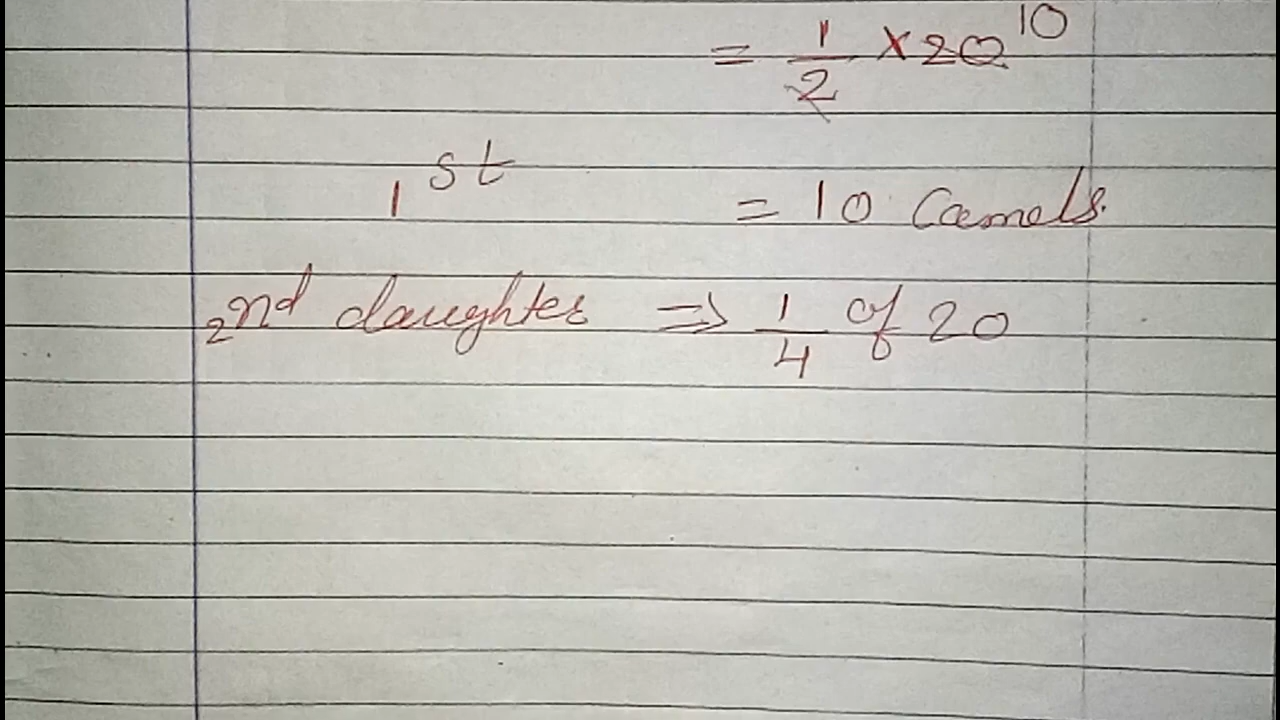 = 1/2 × 20 10
1st = 10 Camels.
2nd daughter ⇒ 1/4 of 20